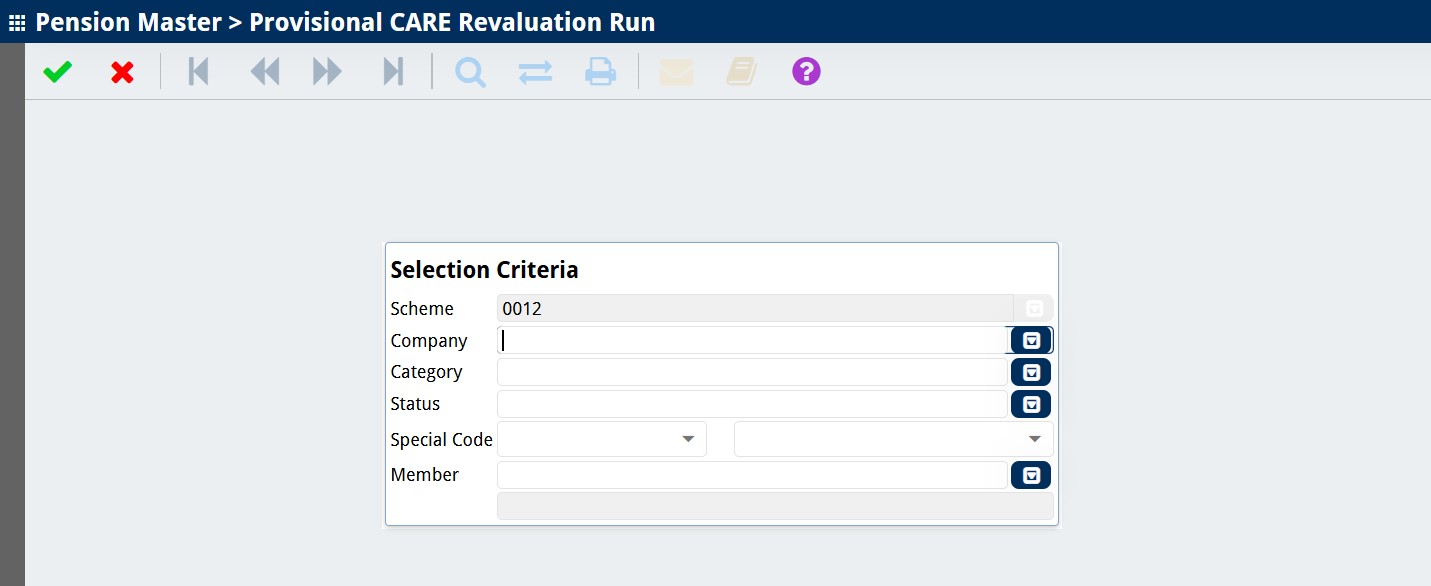 Pension Master > Provisional CARE Revaluation Run
?
Selection Criteria
Scheme 0012
Company
Category
Status
Special Code
Member